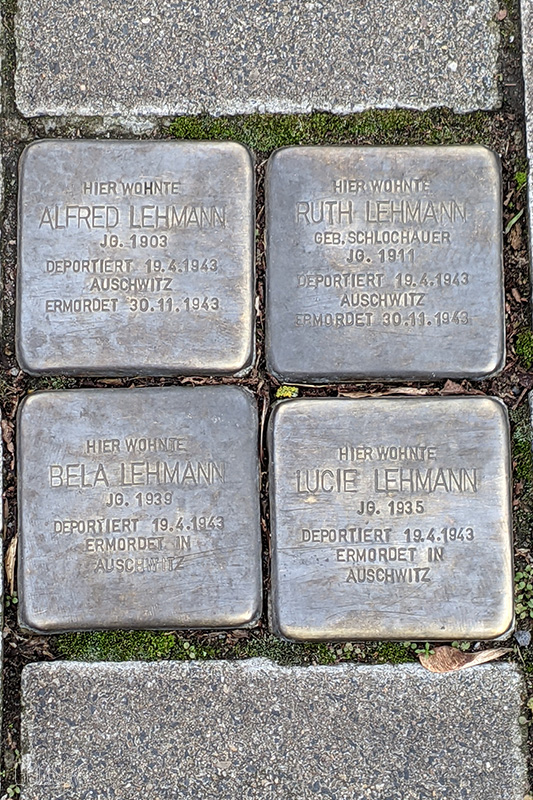 HIER WOHNTE
ALFRED LEHMANN
JG. 1903
DEPORTIERT 19.4.1943
AUSCHWITZ
ERMORDET 30.11.1943
HIER WOHNTE
RUTH LEHMANN
GEB. SCHLOCHAUER
JG. 1911
DEPORTIERT 19.4.1943
AUSCHWITZ
ERMORDET 30.11.1943
HIER WOHNTE
BELA LEHMANN
JG. 1939
DEPORTIERT 19.4.1943
ERMORDET IN
AUSCHWITZ
HIER WOHNTE
LUCIE LEHMANN
JG. 1935
DEPORTIERT 19.4.1943
ERMORDET IN
AUSCHWITZ